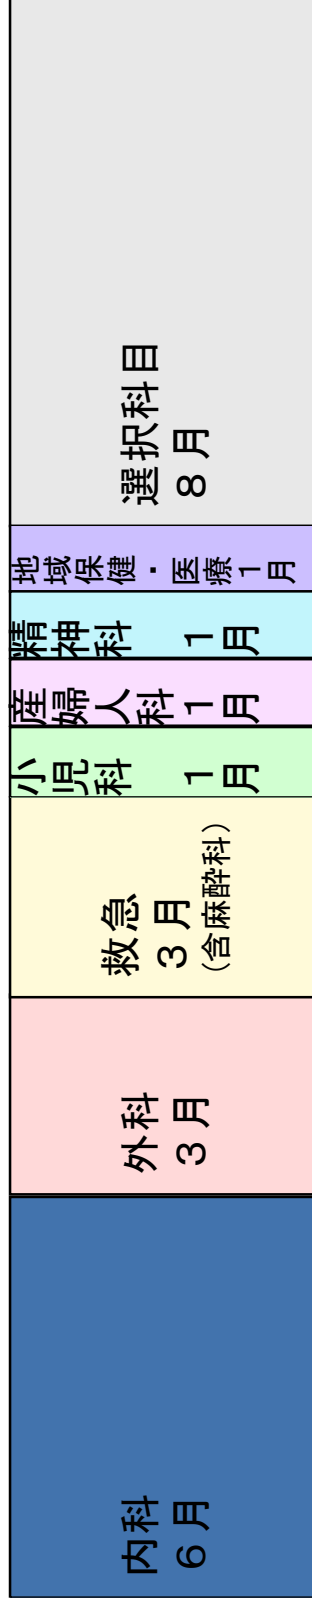 内科
６月
外科
３月
救急
３月
（含麻酔科）
小児科　１月
産婦人科１月
精神科　１月
地域保健・医療１月
選択科目
８月